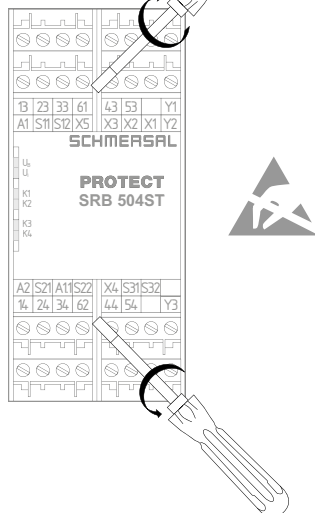 13 23 33 61 43 53 Y1
A1 S11 S12 X5 X3 X2 X1 Y2
SCHMERSAL
UB
Ui
PROTECT
K1
SRB 504ST
K2
K3
K4
A2 S21 A1.1 S22 X4 S31 S32
14 24 34 62 44 54 Y3